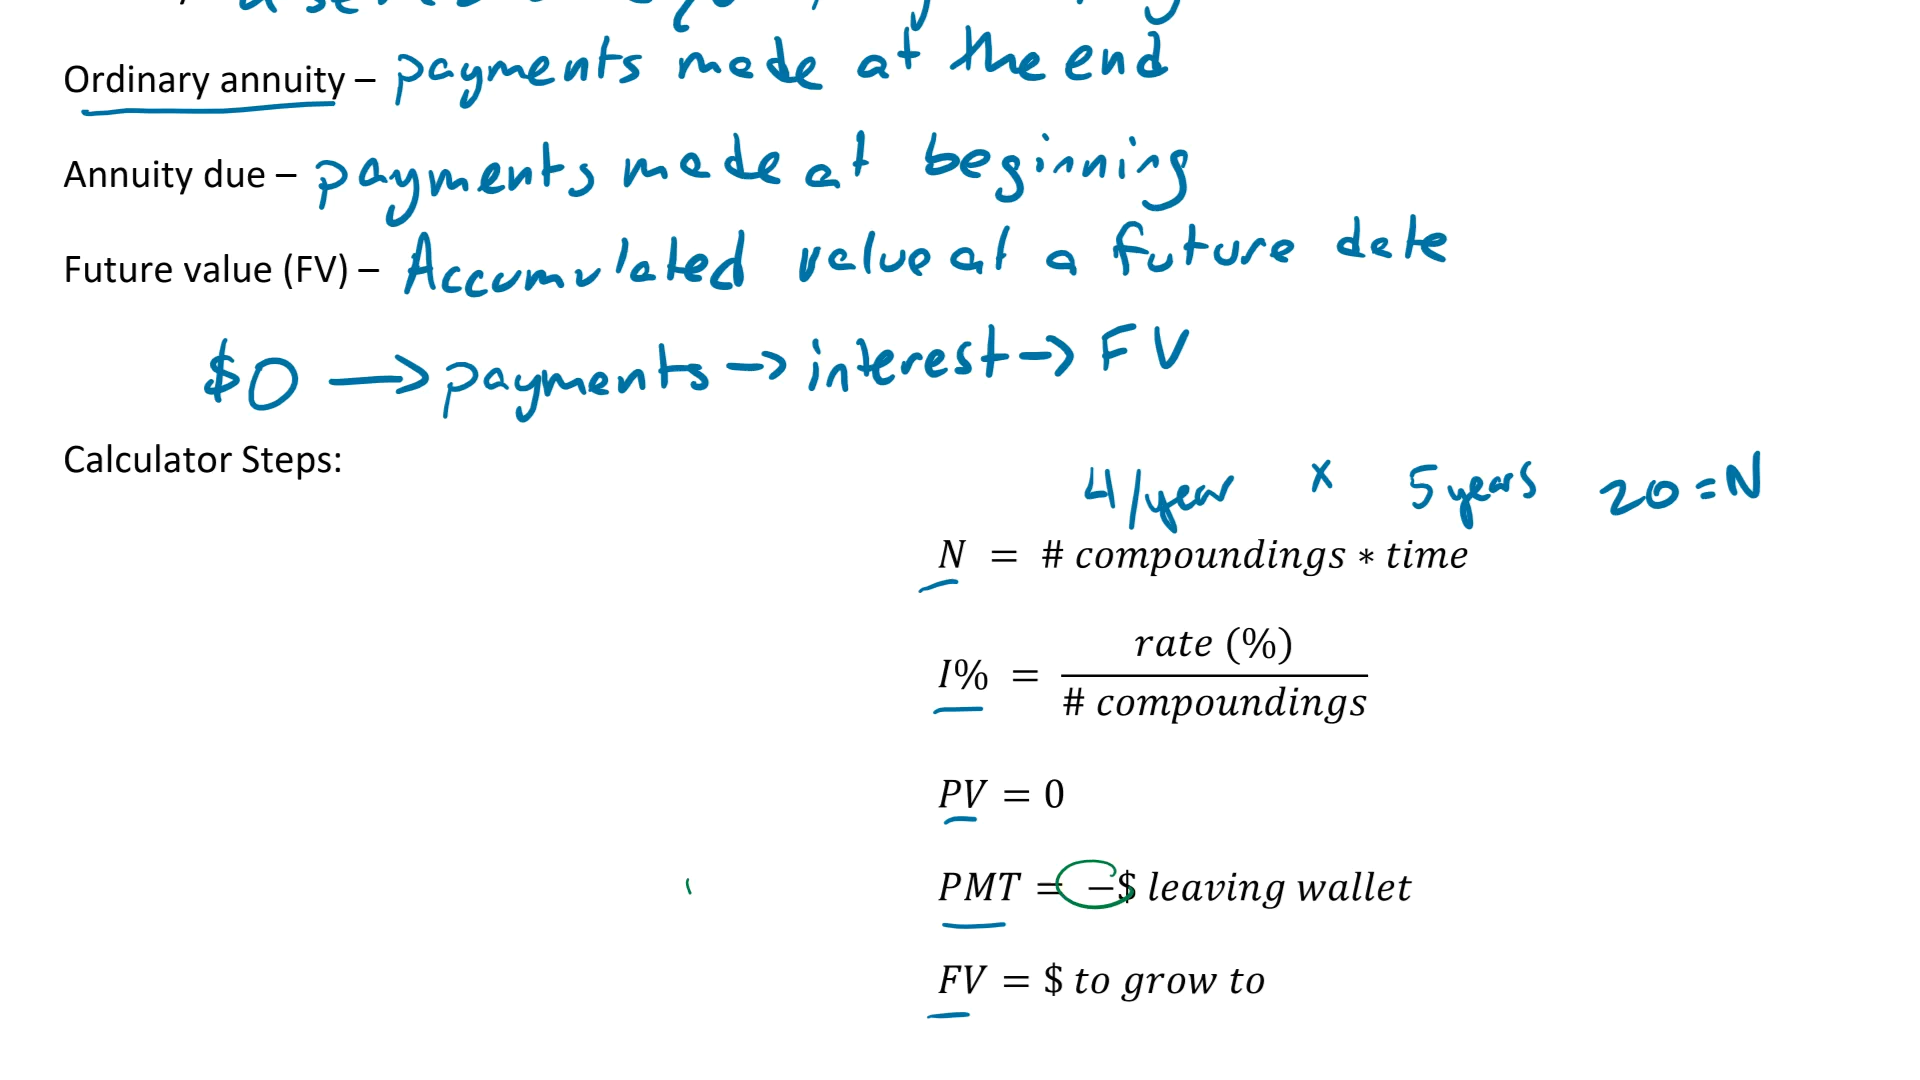 Ordinary annuity – payments made at the end
Annuity due – payments made at beginning
Future value (FV) – Accumulated value at a future date
$0 → payments → interest → FV
Calculator Steps:
4/year x 5 years 20 = N
N = # compoundings * time
I% = rate (%)
# compoundings
PV = 0
PMT = −$ leaving wallet
FV = $ to grow to